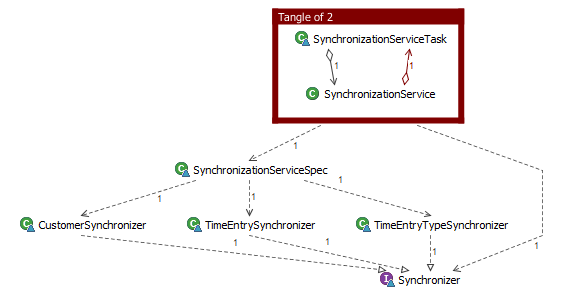 Tangle of 2
C SynchronizationServiceTask
1 1
C SynchronizationService
1
C SynchronizationServiceSpec
1 1 1
C CustomerSynchronizer C TimeEntrySynchronizer C TimeEntryTypeSynchronizer
1 1 1 1
I Synchronizer